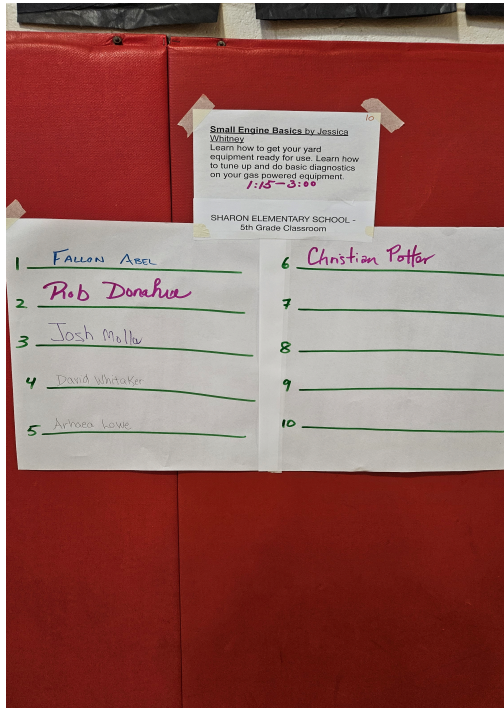 10
Small Engine Basics by Jessica
Whitney
Learn how to get your yard
equipment ready for use. Learn how
to tune up and do basic diagnostics
on your gas powered equipment.
1:15-3:00
SHARON ELEMENTARY SCHOOL -
5th Grade Classroom
1 FALLON ABEL
2 Rob Donahue
3 Josh Molla
4 David Whitaker
5 Lowe
6 Christian Potter
7
8
9
10